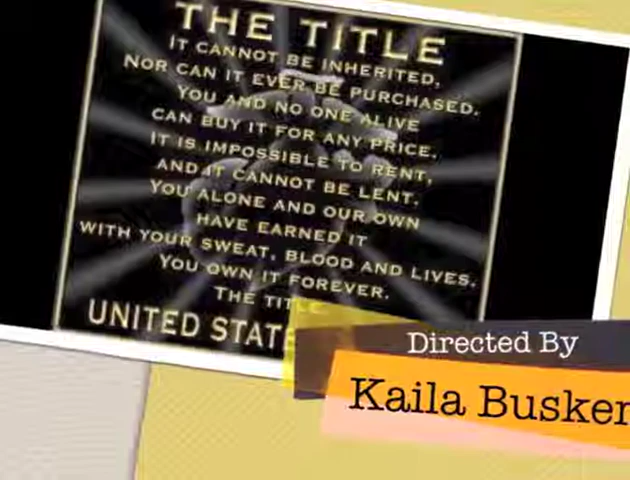 THE TITLE
IT CANNOT BE INHERITED,
NOR CAN IT EVER BE PURCHASED.
YOU AND NO ONE ALIVE
CAN BUY IT FOR ANY PRICE.
IT IS IMPOSSIBLE TO RENT,
AND IT CANNOT BE LENT.
YOU ALONE AND OUR OWN
HAVE EARNED IT
WITH YOUR SWEAT, BLOOD AND LIVES.
YOU OWN IT FOREVER.
THE TITLE
UNITED STATE
Directed By
Kaila Busker